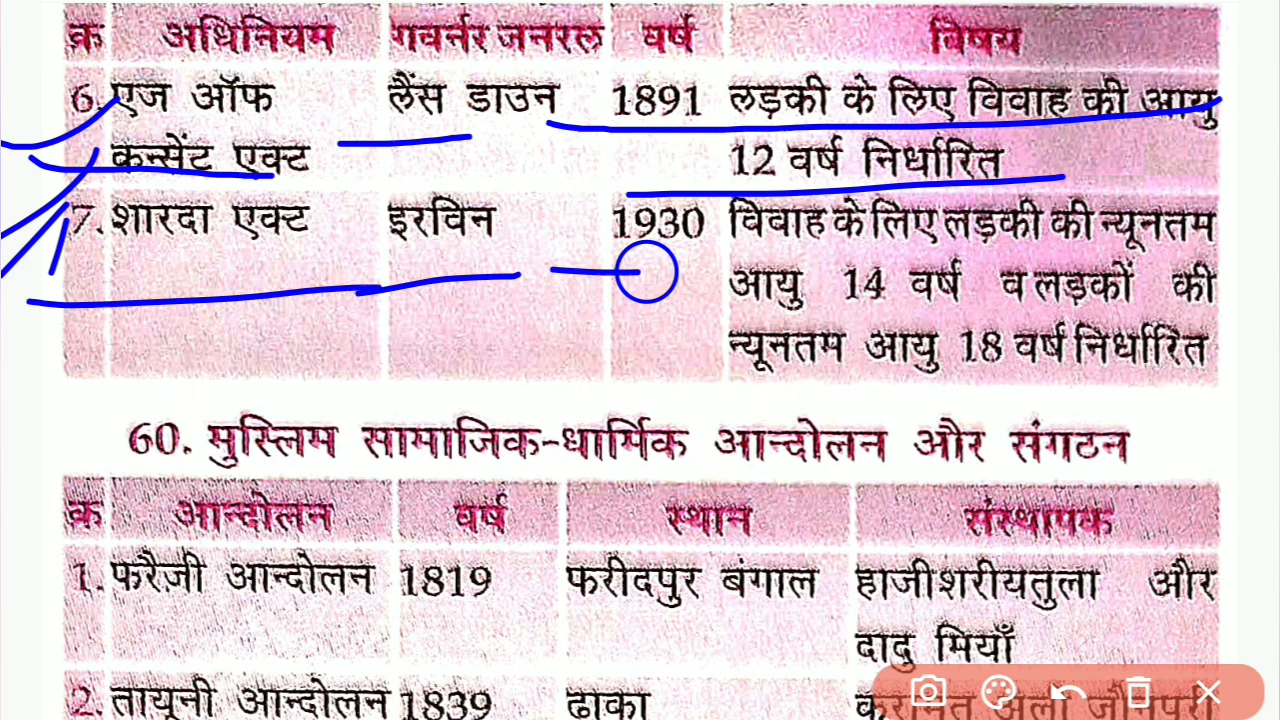 क्र अधिनियम गवर्नर जनरल वर्ष विषय
6. एज ऑफ लैंस डाउन 1891 लड़की के लिए विवाह की आयु
कन्सेंट एक्ट 12 वर्ष निर्धारित
7. शारदा एक्ट इरविन 1930 विवाह के लिए लड़की की न्यूनतम
आयु 14 वर्ष व लड़कों की
न्यूनतम आयु 18 वर्ष निर्धारित
60. मुस्लिम सामाजिक-धार्मिक आन्दोलन और संगठन
क्र आन्दोलन वर्ष स्थान संस्थापक
1. फरैज़ी आन्दोलन 1819 फरीदपुर बंगाल हाजीशरीयतुला और
दादु मियाँ
2. तायूनी आन्दोलन 1839 ढाका